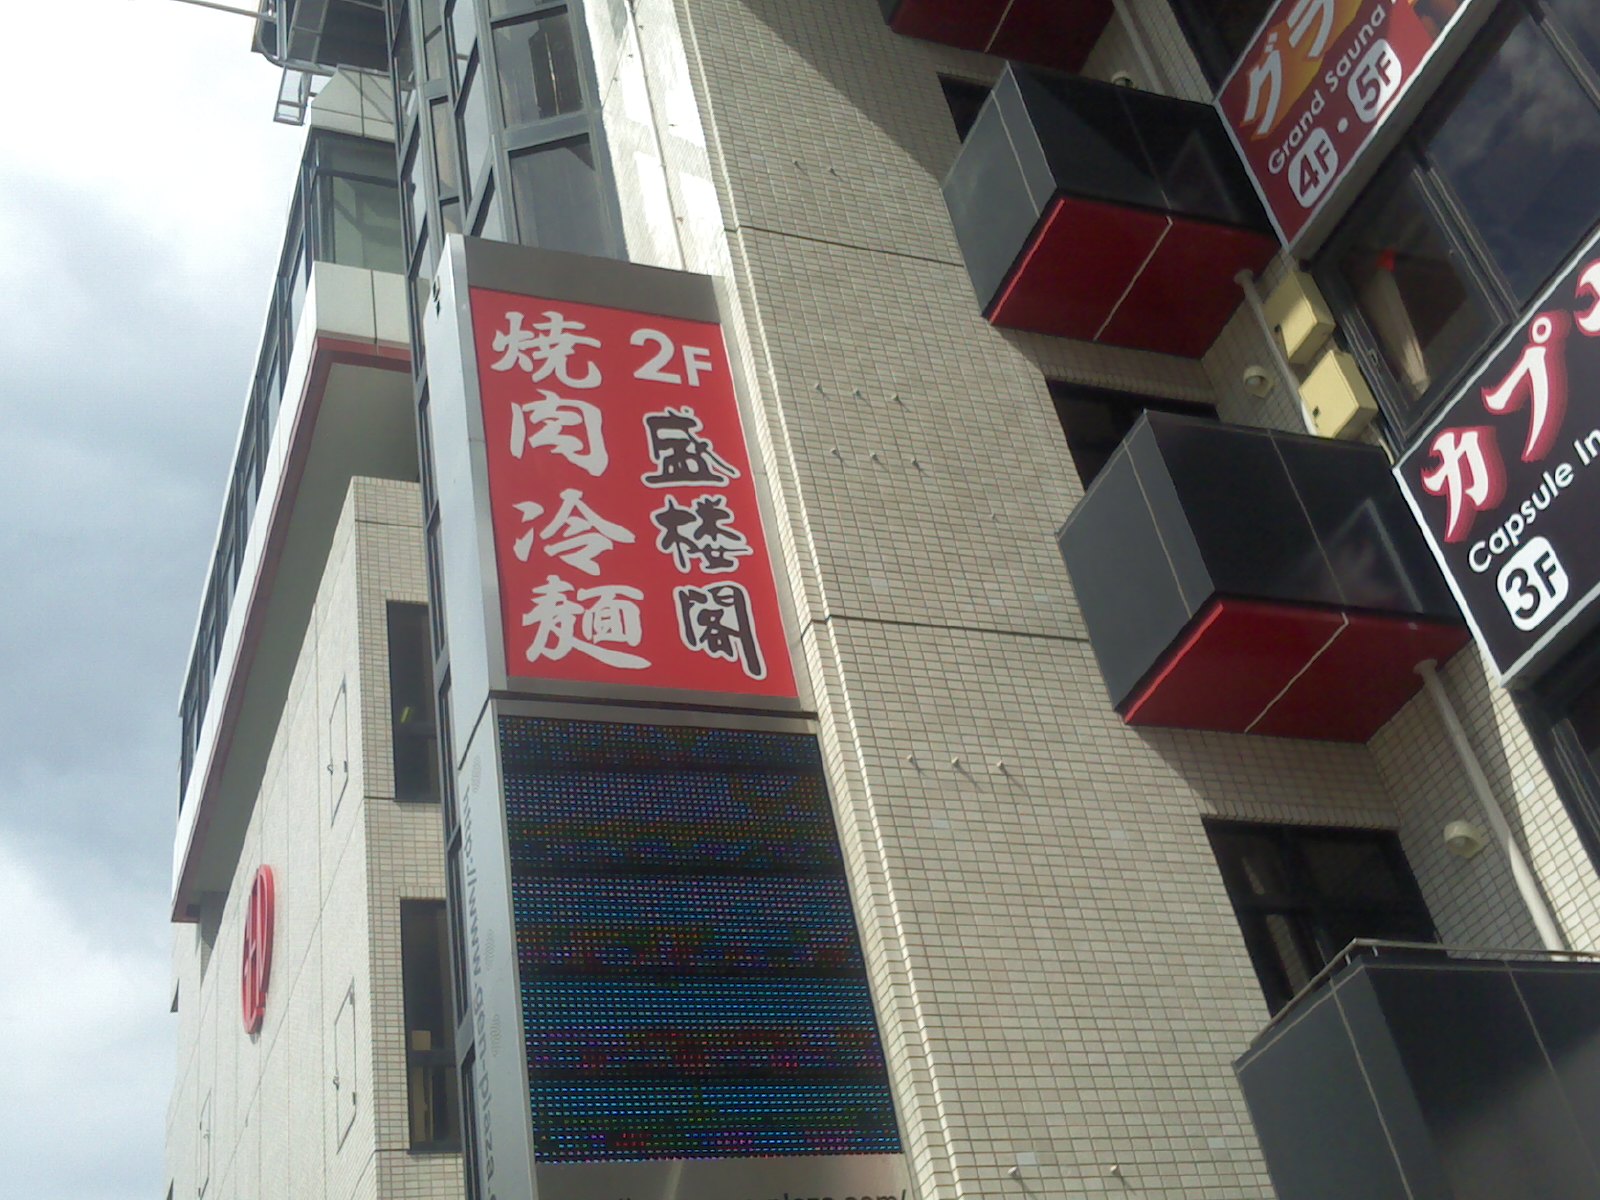 2F
盛楼閣
焼肉
冷麺
グラ
Grand Sauna
4F・5F
カプ
Capsule In
3F